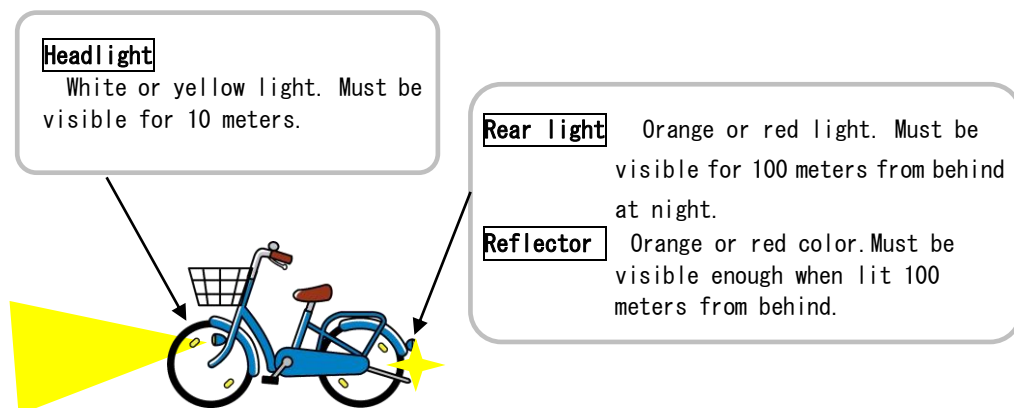 Headlight
White or yellow light. Must be
visible for 10 meters.
Rear light Orange or red light. Must be
visible for 100 meters from behind
at night.
Reflector Orange or red color.Must be
visible enough when lit 100
meters from behind.